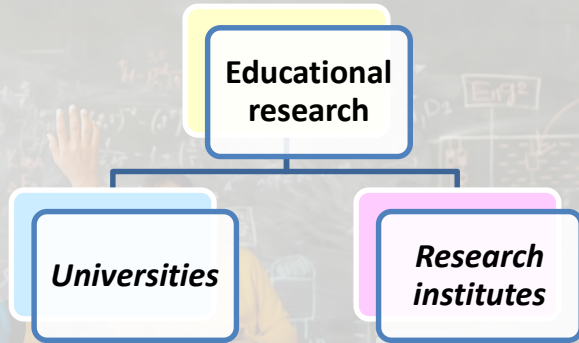 Educational
research
Universities
Research
institutes